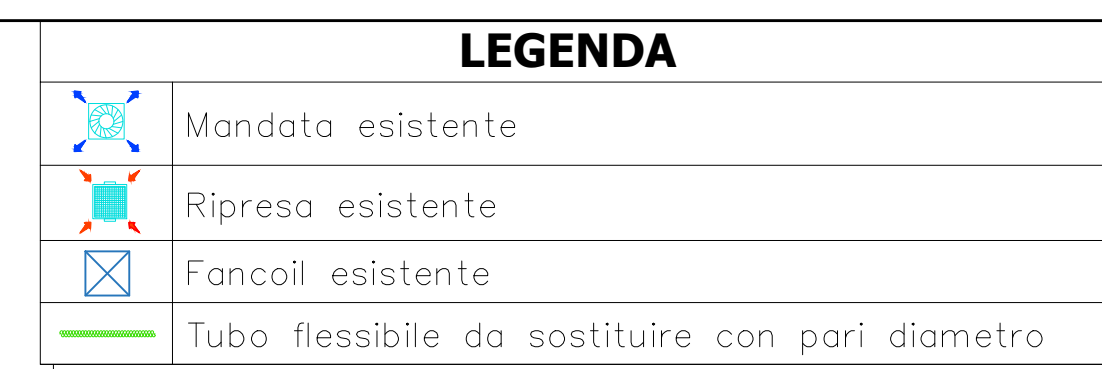 LEGENDA
Mandata esistente
Ripresa esistente
Fancoil esistente
Tubo flessibile da sostituire con pari diametro